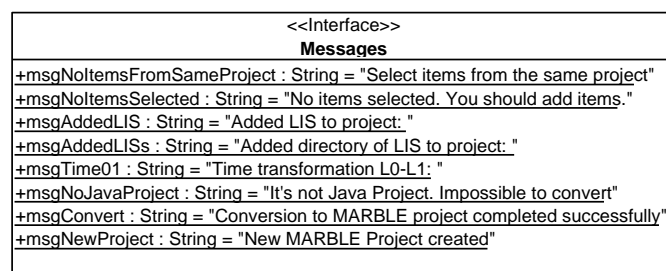 <<Interface>>
Messages
+msgNoItemsFromSameProject : String = "Select items from the same project"
+msgNoItemsSelected : String = "No items selected. You should add items."
+msgAddedLIS : String = "Added LIS to project: "
+msgAddedLISs : String = "Added directory of LIS to project: "
+msgTime01 : String = "Time transformation L0-L1: "
+msgNoJavaProject : String = "It's not Java Project. Impossible to convert"
+msgConvert : String = "Conversion to MARBLE project completed successfully"
+msgNewProject : String = "New MARBLE Project created"